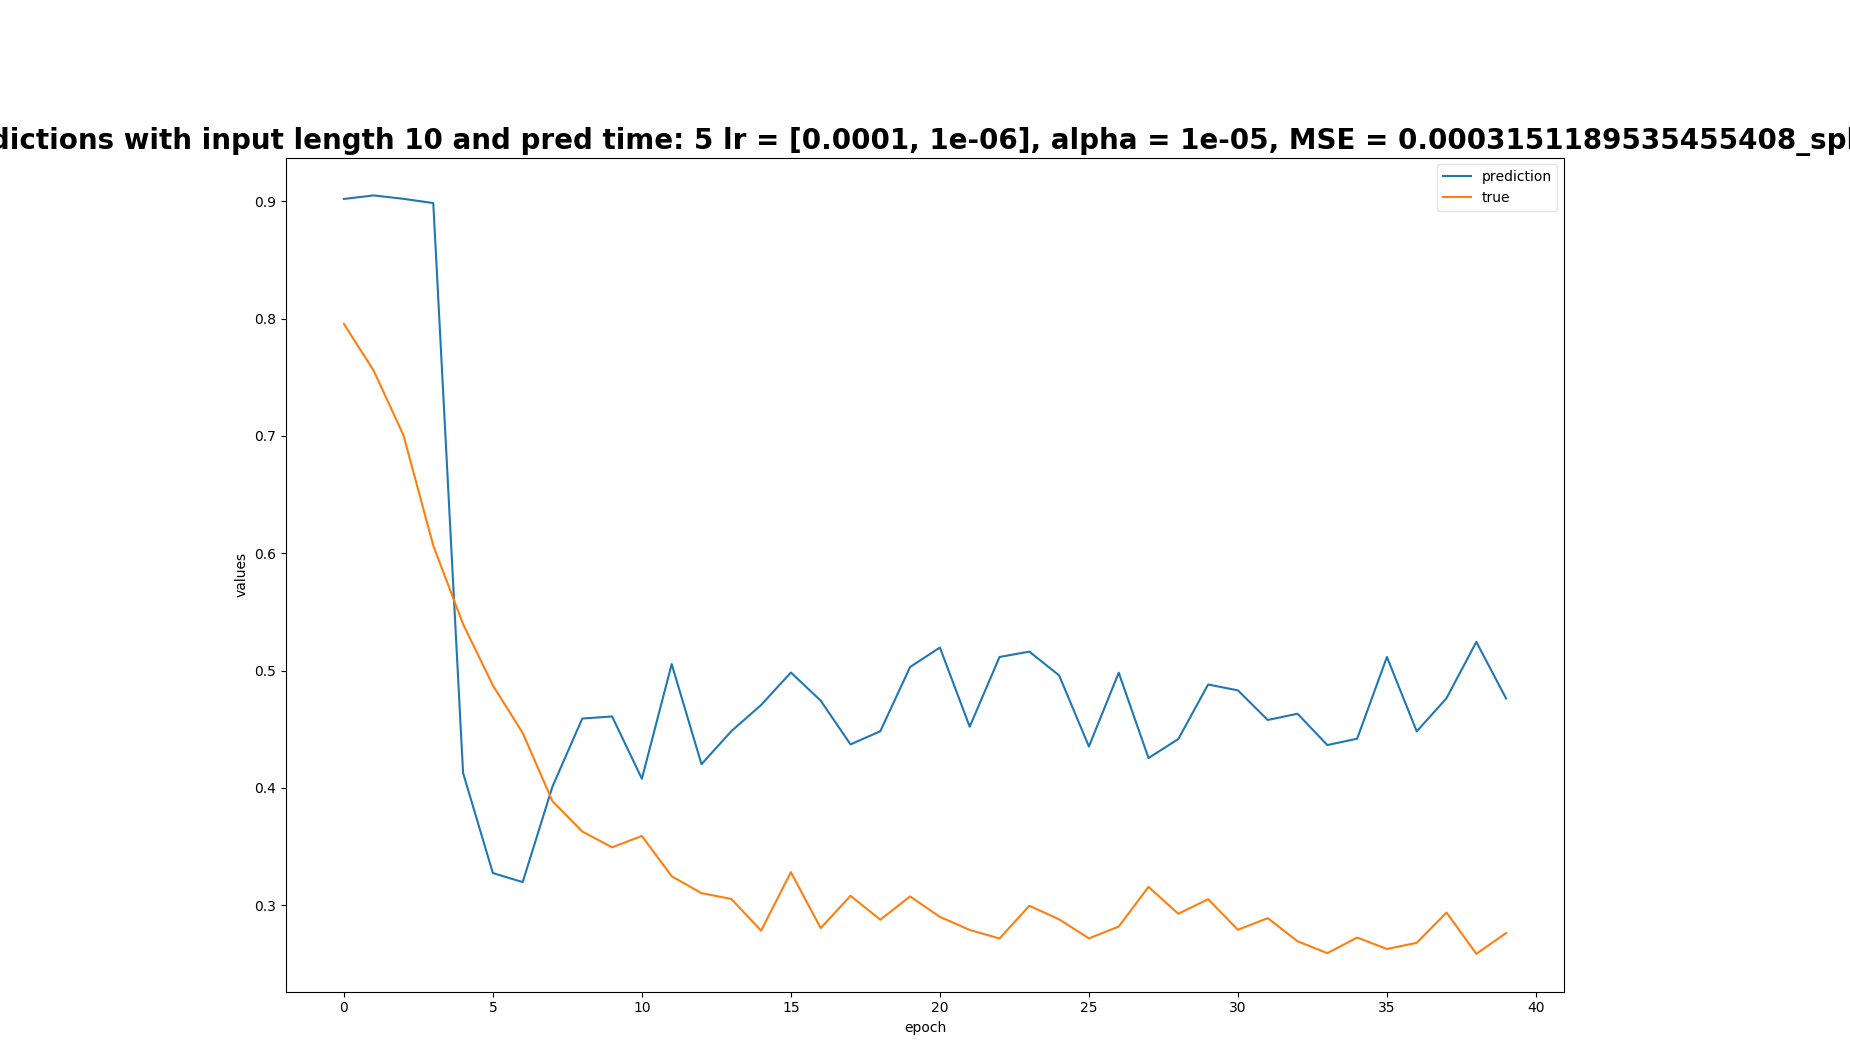 dictions with input length 10 and pred time: 5 lr = [0.0001, 1e-06], alpha = 1e-05, MSE = 0.0003151189535455408_spl
prediction
true
0.9
0.8
0.7
0.6
0.5
0.4
0.3
values
0 5 10 15 20 25 30 35 40
epoch